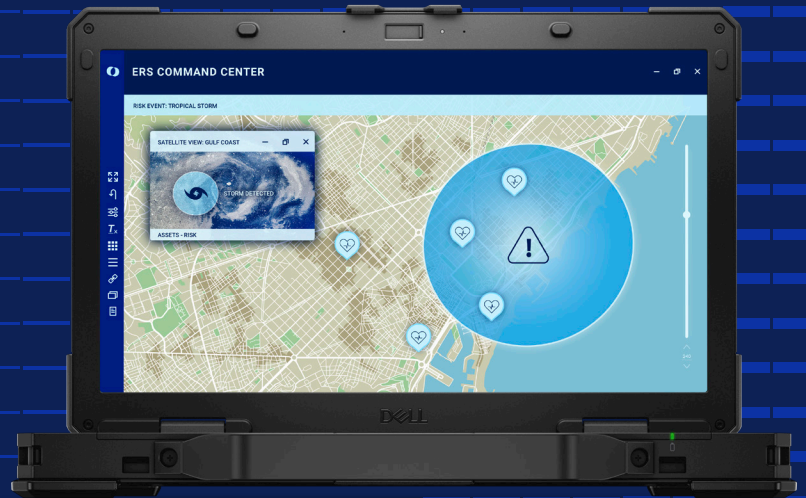 ERS COMMAND CENTER
RISK EVENT: TROPICAL STORM
SATELLITE VIEW: GULF COAST
STORM DETECTED
ASSETS - RISK
DELL